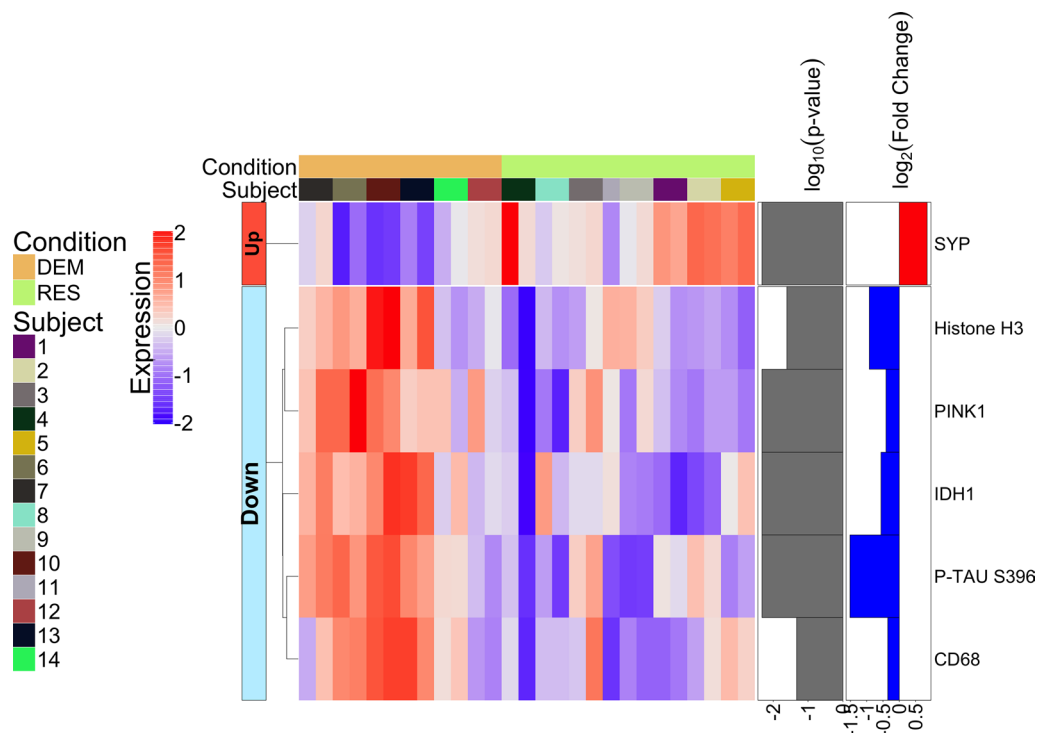 log10(p-value)
log2(Fold Change)
Condition
Subject
Up
Down
SYP
Histone H3
PINK1
IDH1
P-TAU S396
CD68
Condition
DEM
RES
Subject
1
2
3
4
5
6
7
8
9
10
11
12
13
14
Expression
2
1
0
-1
-2
-2
-1
0
-1.5
-1
-0.5
0
0.5